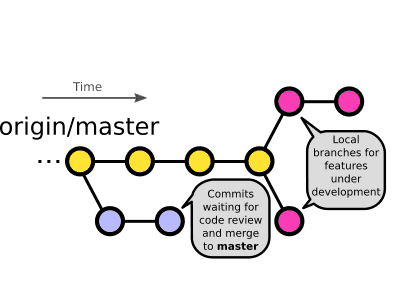 Time
origin/master
...
Local
branches for
features
under
development
Commits
waiting for
code review
and merge
to master